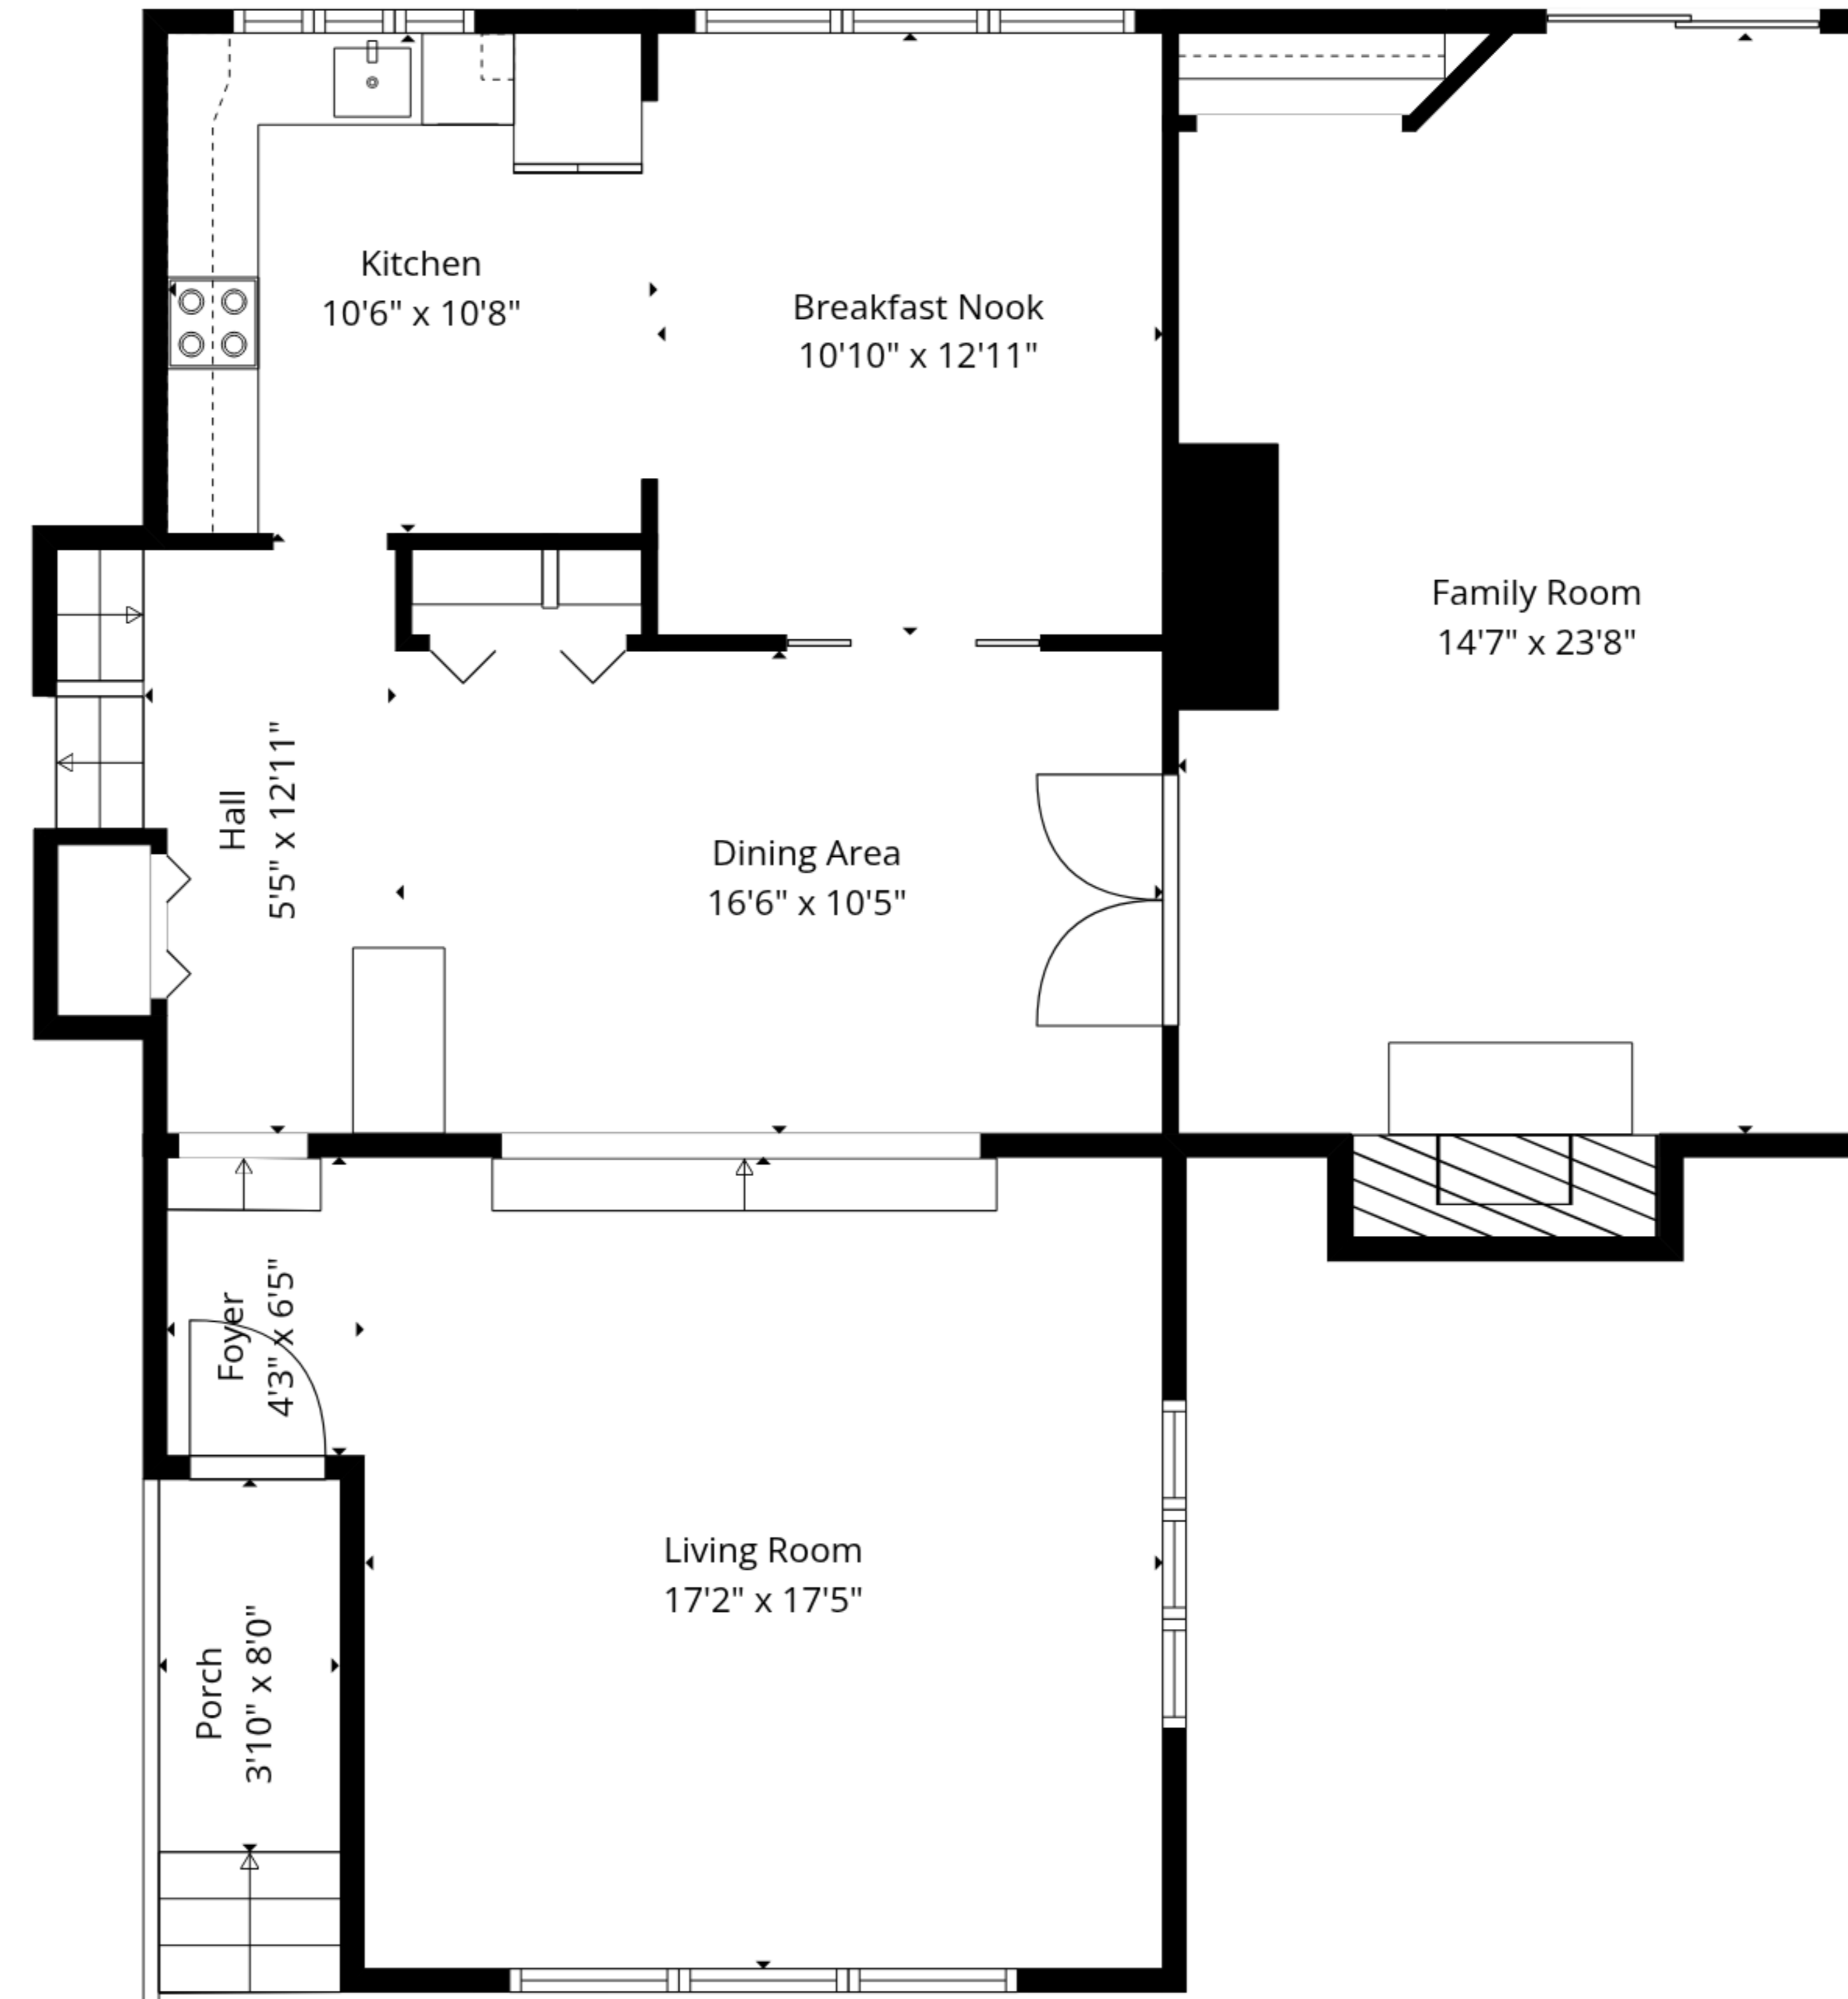 Kitchen
10'6" x 10'8"
Breakfast Nook
10'10" x 12'11"
Family Room
14'7" x 23'8"
Hall
5'5" x 12'11"
Dining Area
16'6" x 10'5"
Foyer
4'3" x 6'5"
Living Room
17'2" x 17'5"
Porch
3'10" x 8'0"